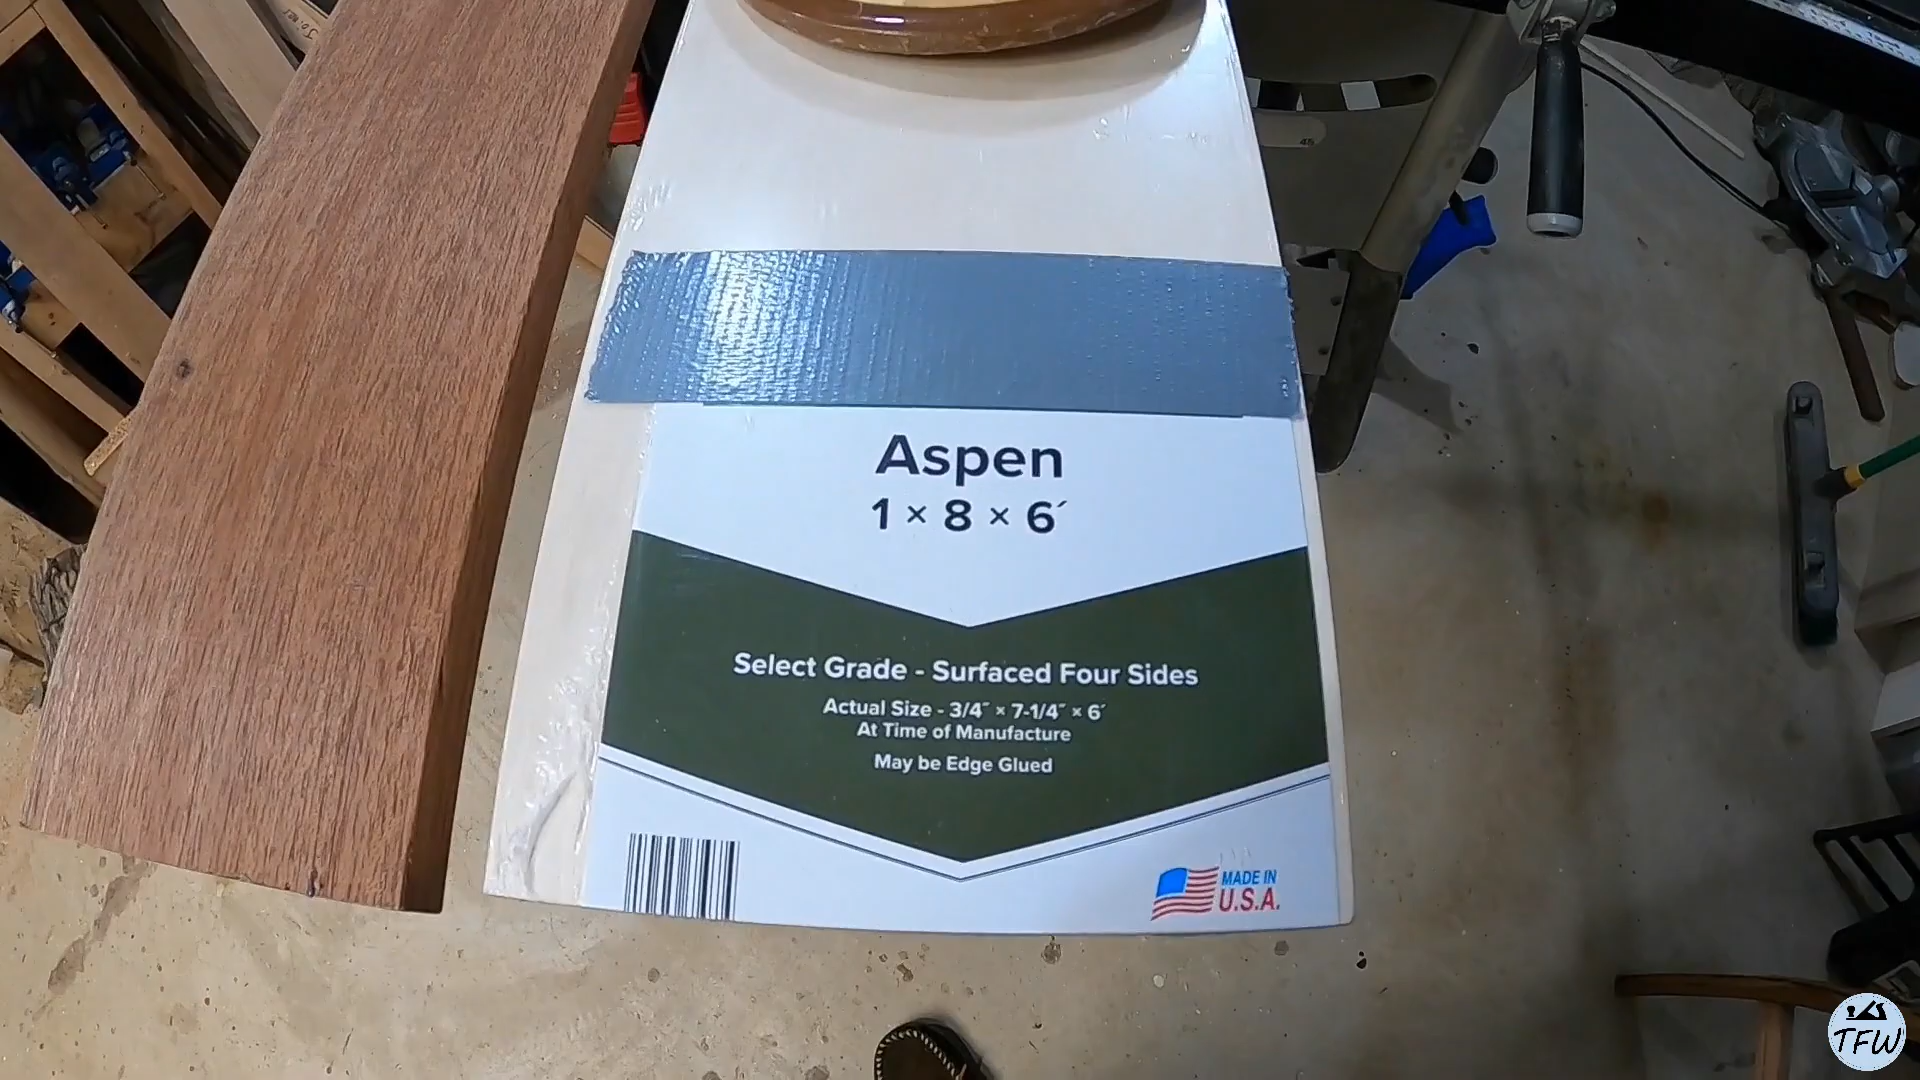 Aspen
1 × 8 × 6′
Select Grade - Surfaced Four Sides
Actual Size - 3/4″ × 7-1/4″ × 6′
At Time of Manufacture
May be Edge Glued
MADE IN
U.S.A.
TFW